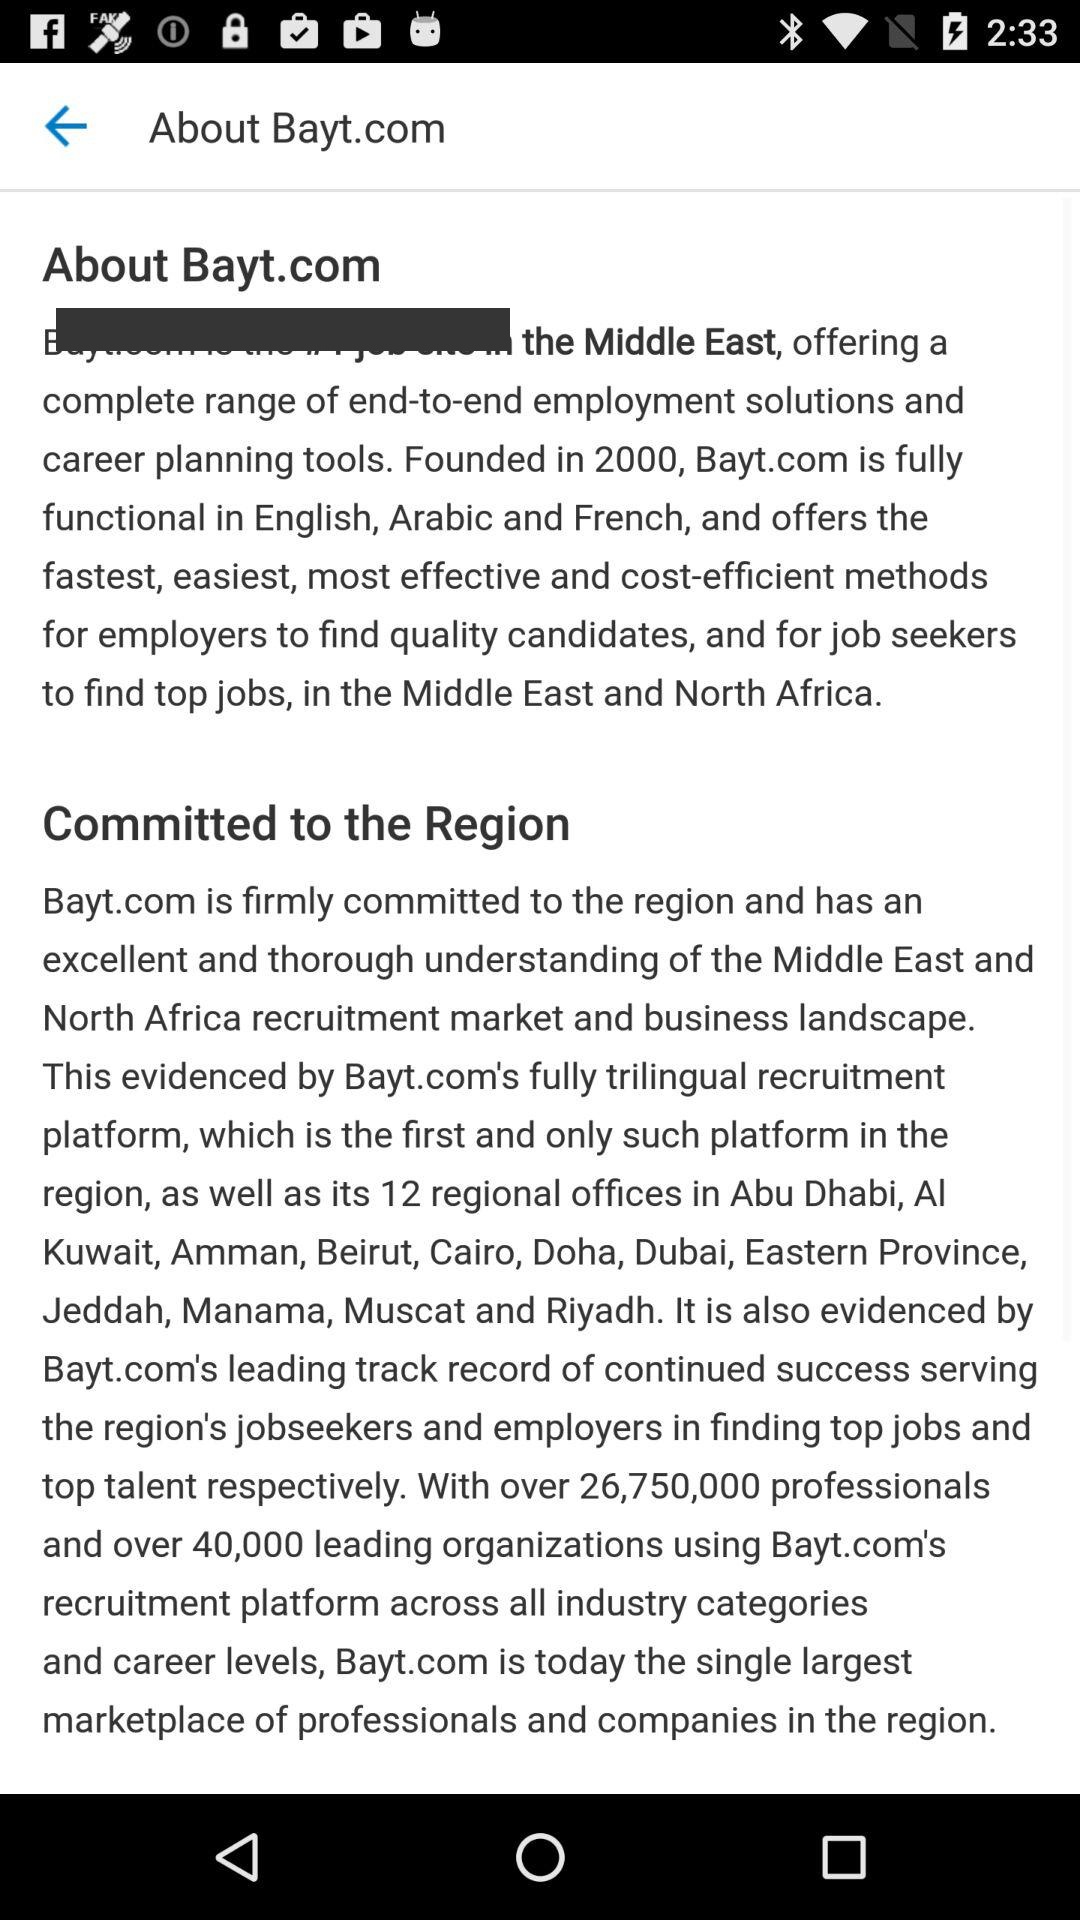 FAK
2:33
About Bayt.com
About Bayt.com
the Middle East, offering a
complete range of end-to-end employment solutions and
career planning tools. Founded in 2000, Bayt.com is fully
functional in English, Arabic and French, and offers the
fastest, easiest, most effective and cost-efficient methods
for employers to find quality candidates, and for job seekers
to find top jobs, in the Middle East and North Africa.
Committed to the Region
Bayt.com is firmly committed to the region and has an
excellent and thorough understanding of the Middle East and
North Africa recruitment market and business landscape.
This evidenced by Bayt.com's fully trilingual recruitment
platform, which is the first and only such platform in the
region, as well as its 12 regional offices in Abu Dhabi, Al
Kuwait, Amman, Beirut, Cairo, Doha, Dubai, Eastern Province,
Jeddah, Manama, Muscat and Riyadh. It is also evidenced by
Bayt.com's leading track record of continued success serving
the region's jobseekers and employers in finding top jobs and
top talent respectively. With over 26,750,000 professionals
and over 40,000 leading organizations using Bayt.com's
recruitment platform across all industry categories
and career levels, Bayt.com is today the single largest
marketplace of professionals and companies in the region.